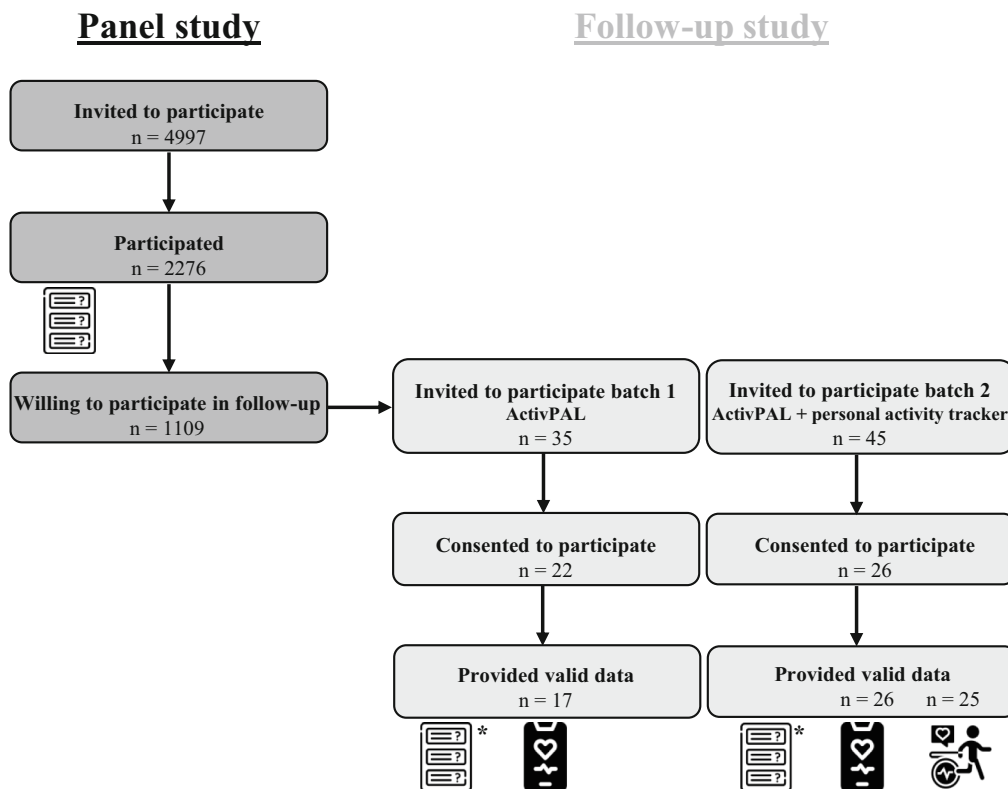 Panel study
Follow-up study
Invited to participate
n = 4997
Participated
n = 2276
Willing to participate in follow-up
n = 1109
Invited to participate batch 1
ActivPAL
n = 35
Invited to participate batch 2
ActivPAL + personal activity tracker
n = 45
Consented to participate
n = 22
Consented to participate
n = 26
Provided valid data
n = 17
*
Provided valid data
n = 26 n = 25
*